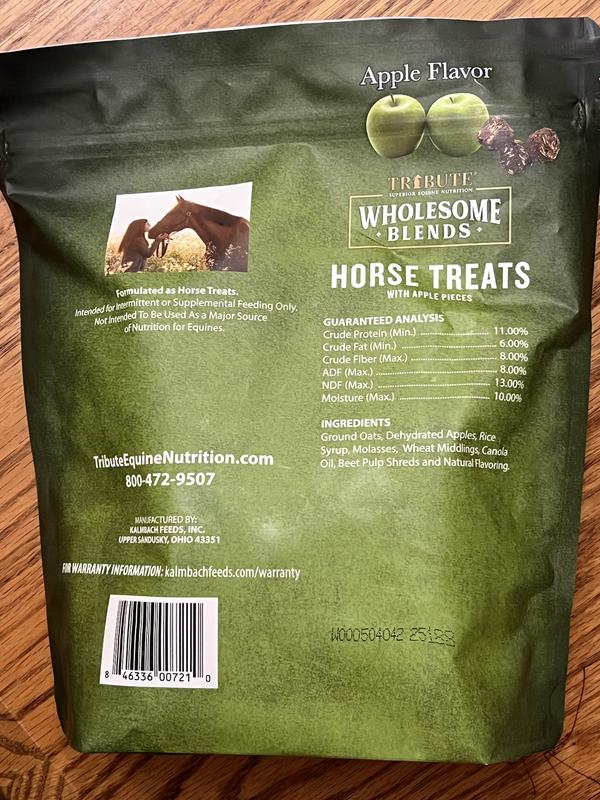 Apple Flavor
TRIBUTE®
SUPERIOR EQUINE NUTRITION
WHOLESOME
• BLENDS •
HORSE TREATS
WITH APPLE PIECES
Formulated as Horse Treats.
Intended for Intermittent or Supplemental Feeding Only.
Not Intended To Be Used As a Major Source
of Nutrition for Equines.
GUARANTEED ANALYSIS
Crude Protein (Min.) ........ 11.00%
Crude Fat (Min.) ........ 6.00%
Crude Fiber (Max.) ........ 8.00%
ADF (Max.) ........ 8.00%
NDF (Max.) ........ 13.00%
Moisture (Max.) ........ 10.00%
INGREDIENTS
Ground Oats, Dehydrated Apples, Rice
Syrup, Molasses, Wheat Middlings, Canola
Oil, Beet Pulp Shreds and Natural Flavoring.
TributeEquineNutrition.com
800-472-9507
MANUFACTURED BY:
KALMBACH FEEDS, INC.
UPPER SANDUSKY, OHIO 43351
FOR WARRANTY INFORMATION: kalmbachfeeds.com/warranty
8 46336 00721 0
W000504042